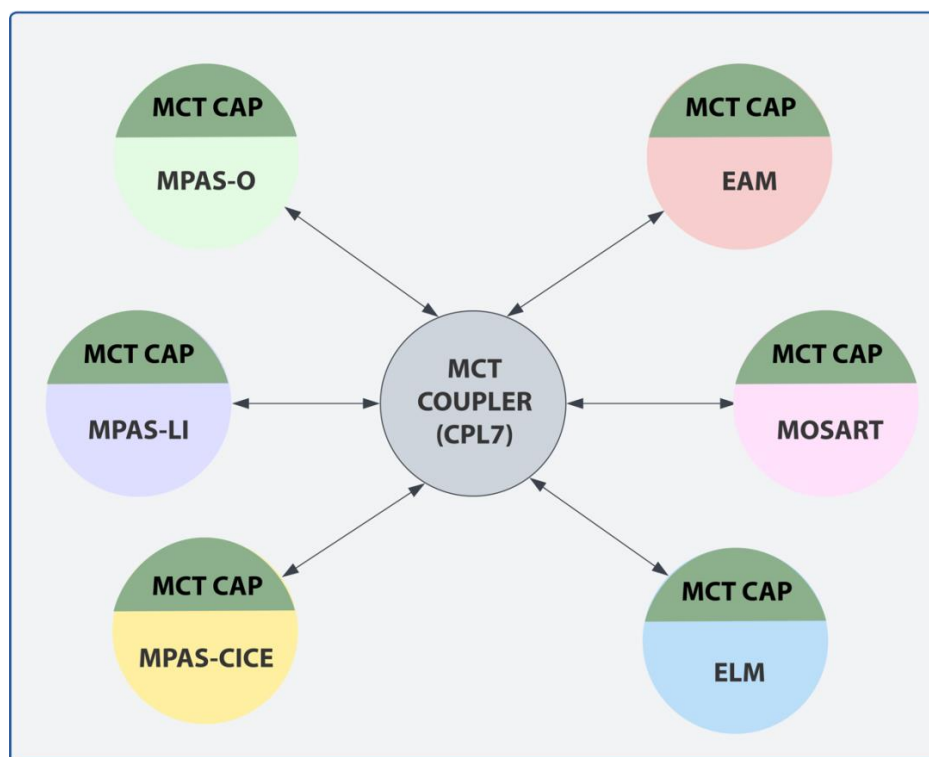 MCT CAP
MPAS-O
MCT CAP
EAM
MCT CAP
MPAS-LI
MCT
COUPLER
(CPL7)
MCT CAP
MOSART
MCT CAP
MPAS-CICE
MCT CAP
ELM